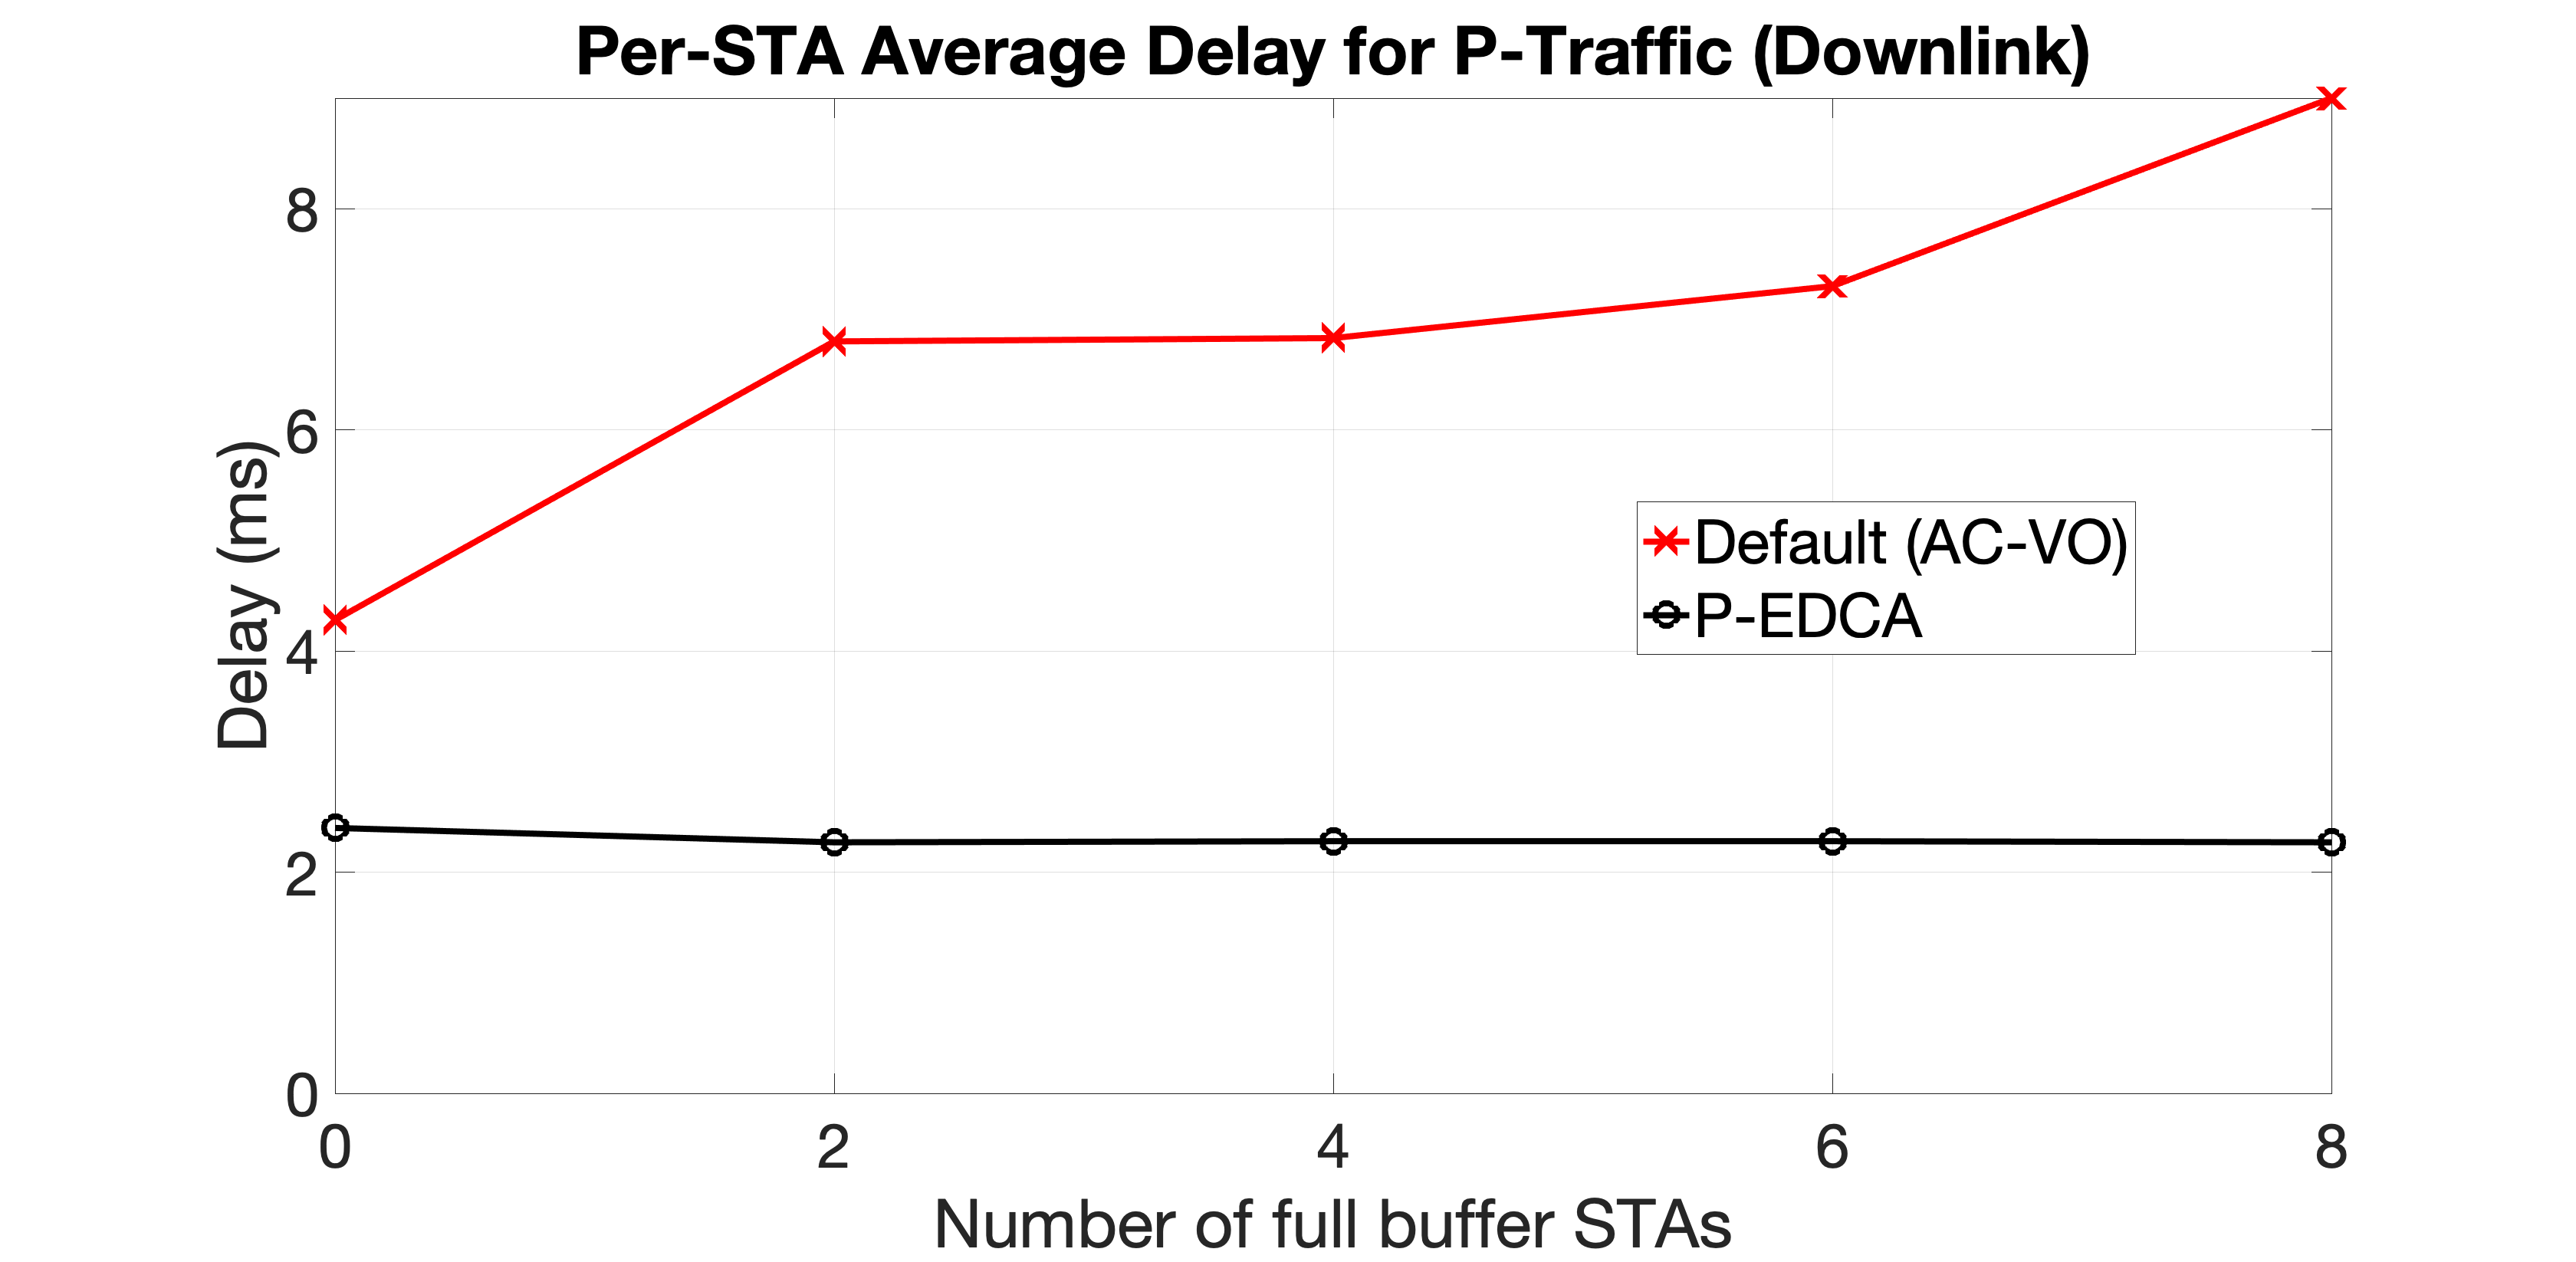 Per-STA Average Delay for P-Traffic (Downlink)
8
6
4
2
0
Delay (ms)
Default (AC-VO)
P-EDCA
0 2 4 6 8
Number of full buffer STAs